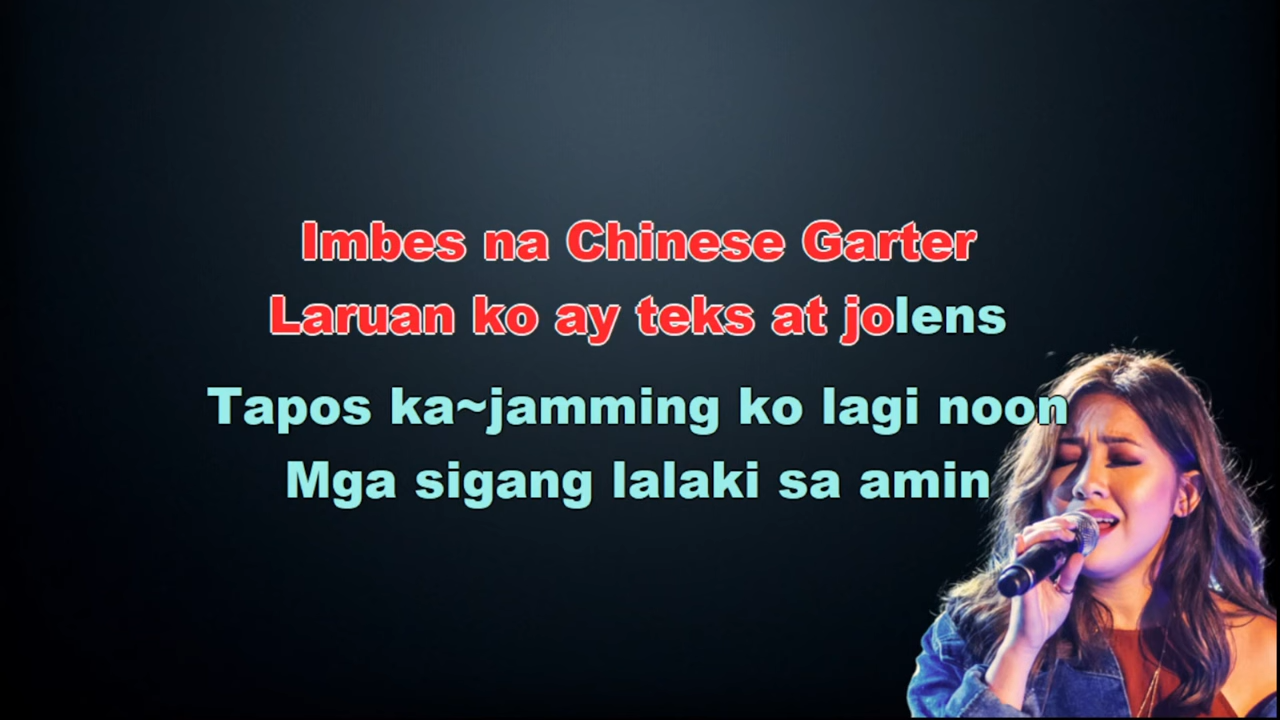 Imbes na Chinese Garter
Laruan ko ay teks at jolens
Tapos ka~jamming ko lagi noon
Mga sigang lalaki sa amin